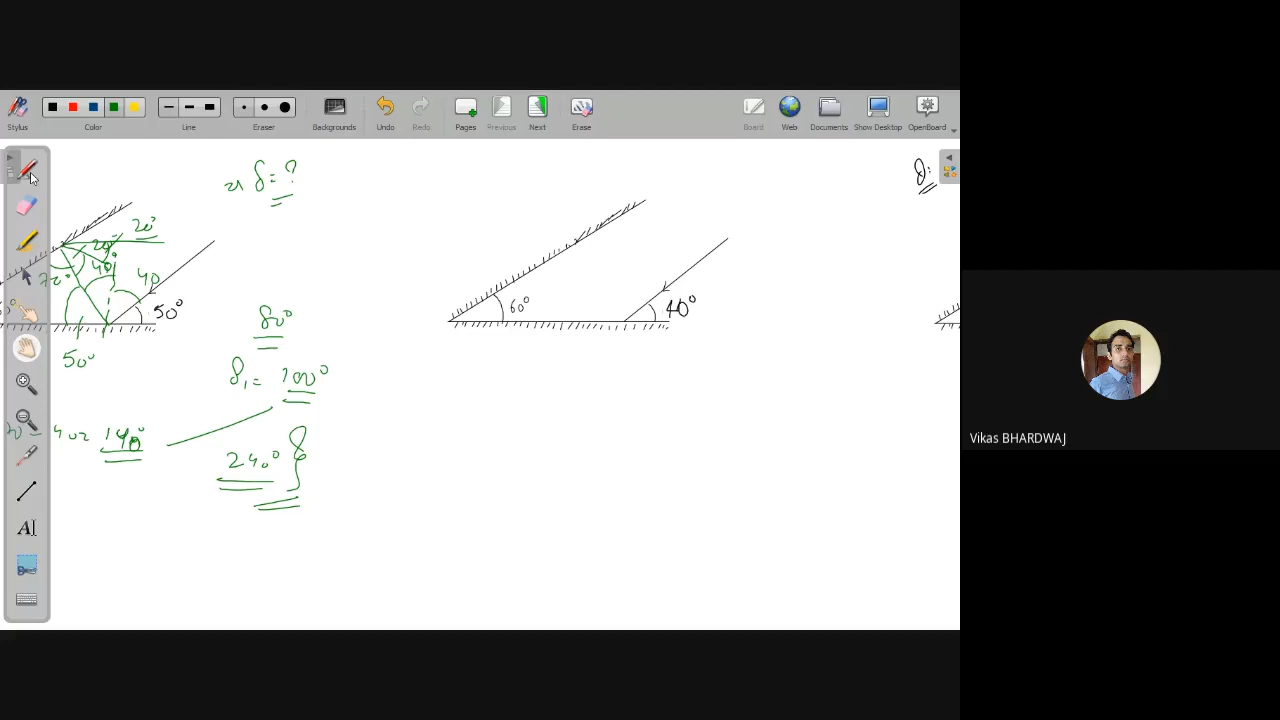 Color
Line
Eraser
Backgrounds
Undo
Redo
Pages
Previous
Next
Erase
Board
Web
Documents
Show Desktop
OpenBoard
Stylus
δ = ?
20°
20°
40°
40
70°
50°
50°
60°
40°
80°
δ₁ = 100°
140°
240°
Vikas BHARDWAJ